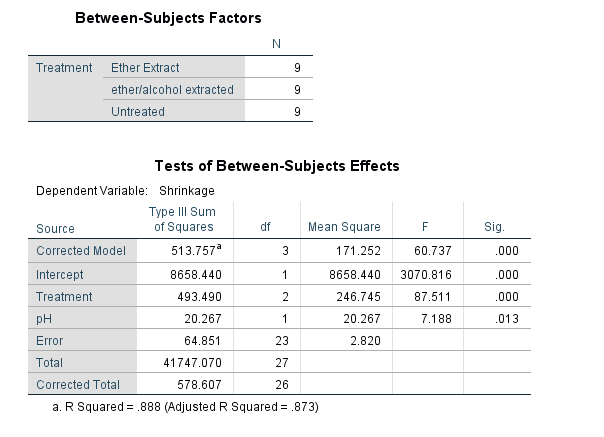 Between-Subjects Factors
N
Treatment Ether Extract 9
ether/alcohol extracted 9
Untreated 9
Tests of Between-Subjects Effects
Dependent Variable: Shrinkage
Type III Sum
Source of Squares df Mean Square F Sig.
Corrected Model 513.757a 3 171.252 60.737 .000
Intercept 8658.440 1 8658.440 3070.816 .000
Treatment 493.490 2 246.745 87.511 .000
pH 20.267 1 20.267 7.188 .013
Error 64.851 23 2.820
Total 41747.070 27
Corrected Total 578.607 26
a. R Squared = .888 (Adjusted R Squared = .873)